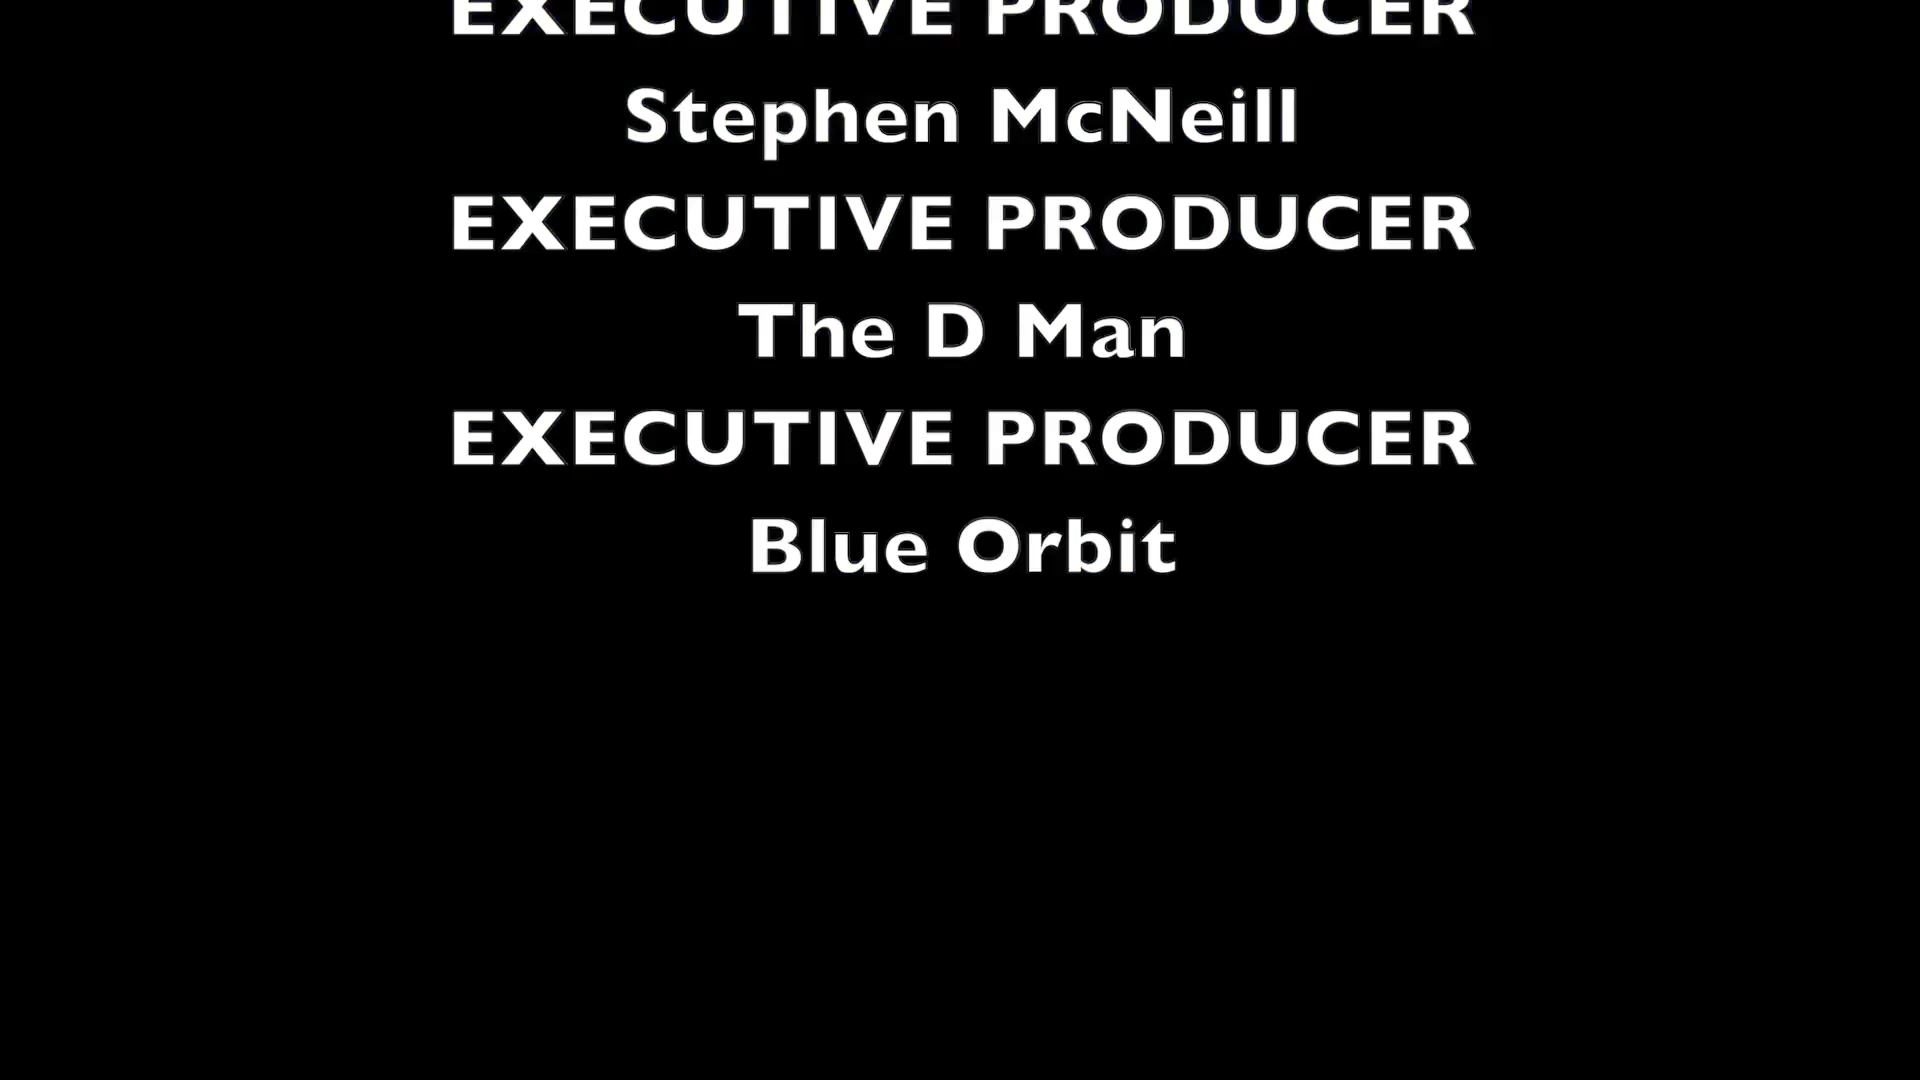 EXECUTIVE PRODUCER
Stephen McNeill
EXECUTIVE PRODUCER
The D Man
EXECUTIVE PRODUCER
Blue Orbit